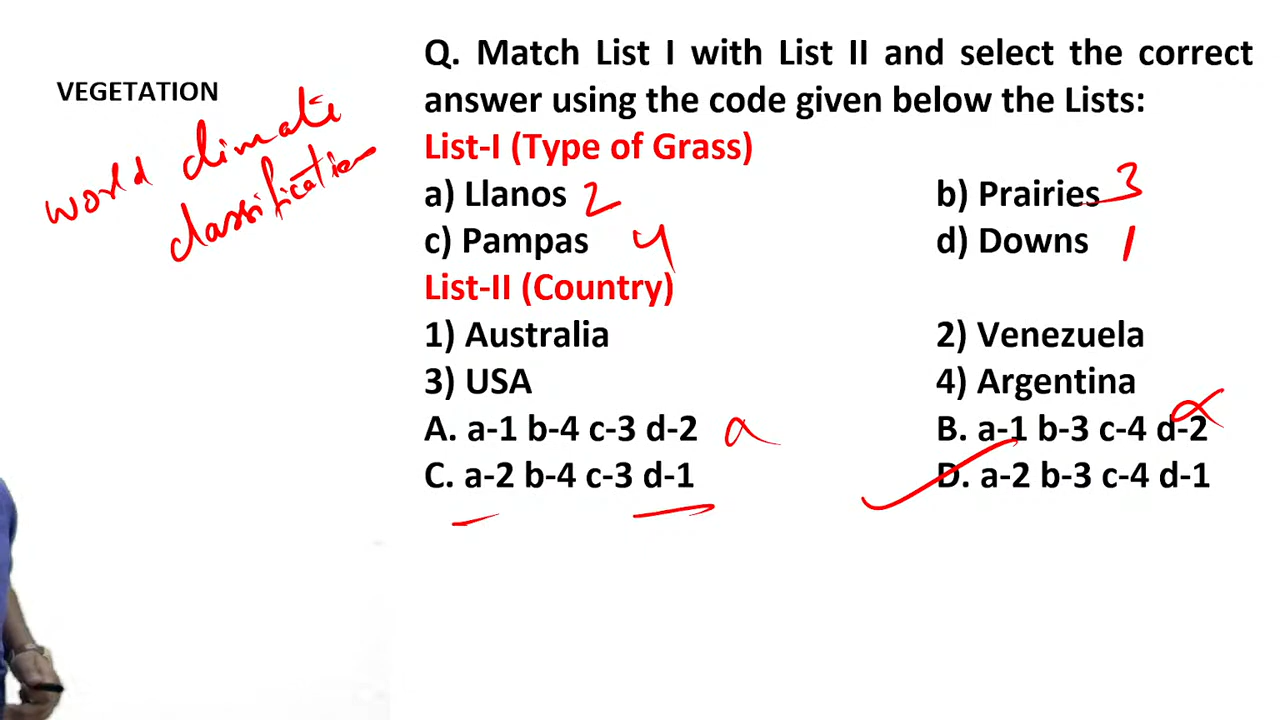 VEGETATION
world climatic
classification
Q. Match List I with List II and select the correct
answer using the code given below the Lists:
List-I (Type of Grass)
a) Llanos 2 b) Prairies 3
c) Pampas 4 d) Downs 1
List-II (Country)
1) Australia 2) Venezuela
3) USA 4) Argentina
A. a-1 b-4 c-3 d-2 B. a-1 b-3 c-4 d-2
C. a-2 b-4 c-3 d-1 D. a-2 b-3 c-4 d-1